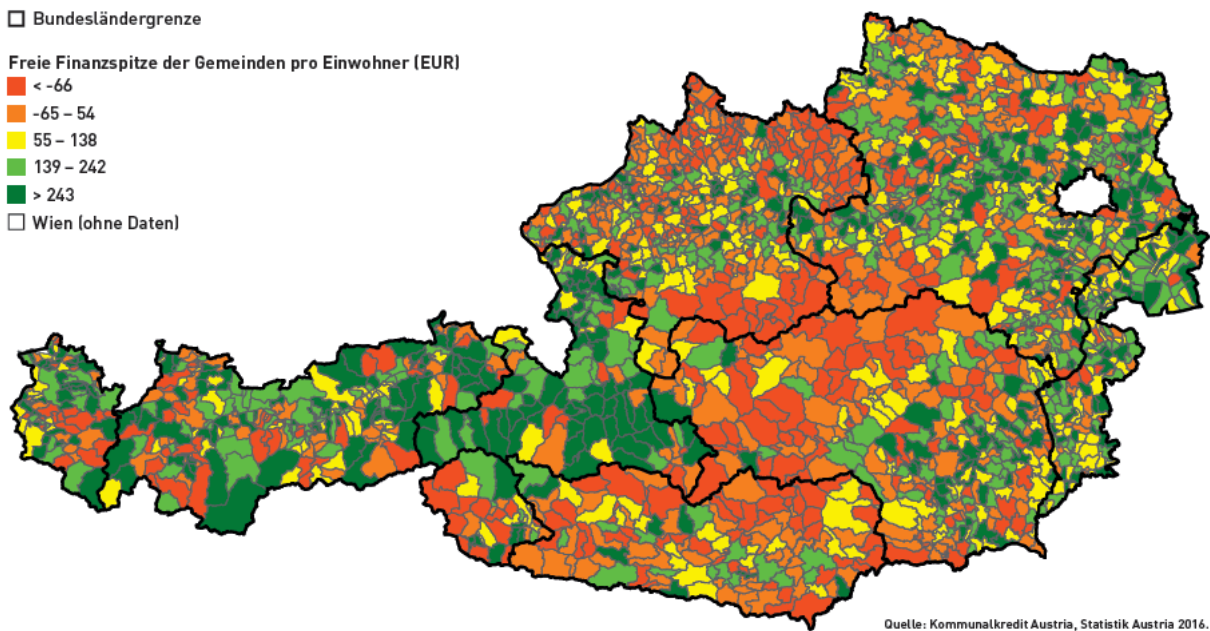 Bundesländergrenze
Freie Finanzspitze der Gemeinden pro Einwohner (EUR)
< -66
-65 – 54
55 – 138
139 – 242
> 243
Wien (ohne Daten)
Quelle: Kommunalkredit Austria, Statistik Austria 2016.